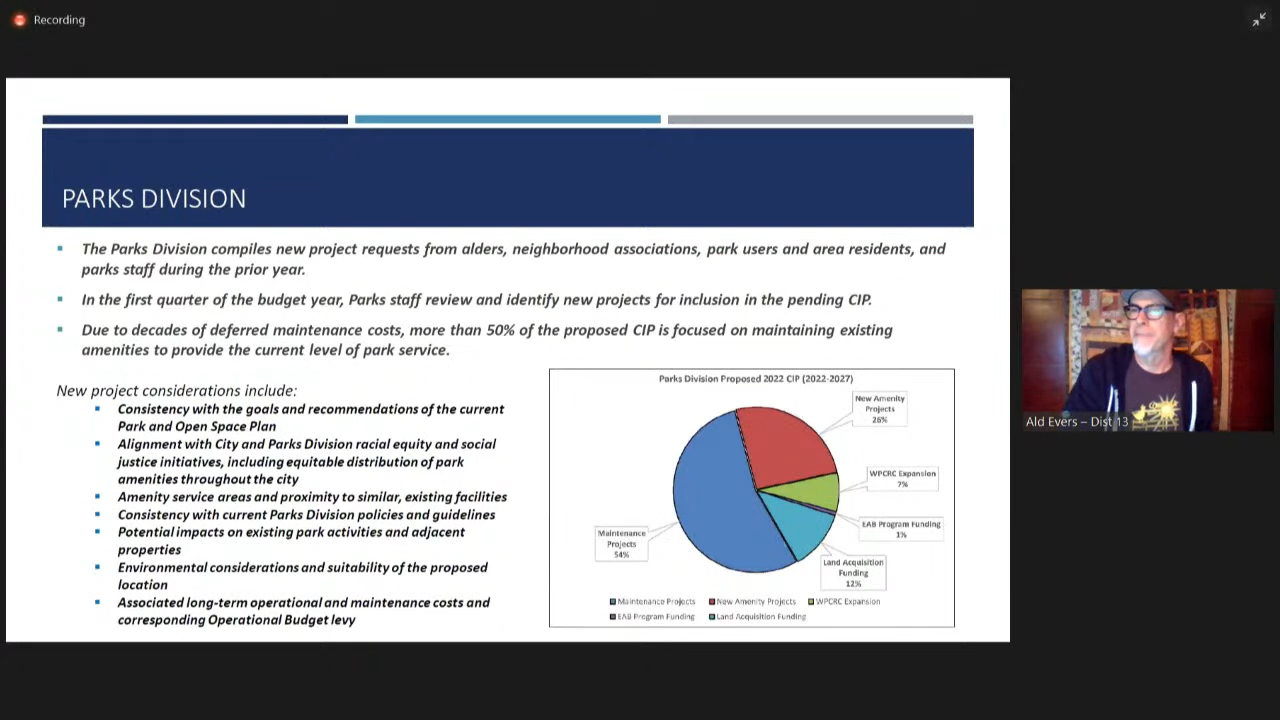 Recording
PARKS DIVISION
The Parks Division compiles new project requests from alders, neighborhood associations, park users and area residents, and
parks staff during the prior year.
In the first quarter of the budget year, Parks staff review and identify new projects for inclusion in the pending CIP.
Due to decades of deferred maintenance costs, more than 50% of the proposed CIP is focused on maintaining existing
amenities to provide the current level of park service.
New project considerations include:
Consistency with the goals and recommendations of the current
Park and Open Space Plan
Alignment with City and Parks Division racial equity and social
justice initiatives, including equitable distribution of park
amenities throughout the city
Amenity service areas and proximity to similar, existing facilities
Consistency with current Parks Division policies and guidelines
Potential impacts on existing park activities and adjacent
properties
Environmental considerations and suitability of the proposed
location
Associated long-term operational and maintenance costs and
corresponding Operational Budget levy
Parks Division Proposed 2022 CIP (2022-2027)
New Amenity
Projects
26%
WPCRC Expansion
7%
EAB Program Funding
1%
Land Acquisition
Funding
12%
Maintenance
Projects
54%
Maintenance Projects
New Amenity Projects
WPCRC Expansion
EAB Program Funding
Land Acquisition Funding
Ald Evers – Dist 13